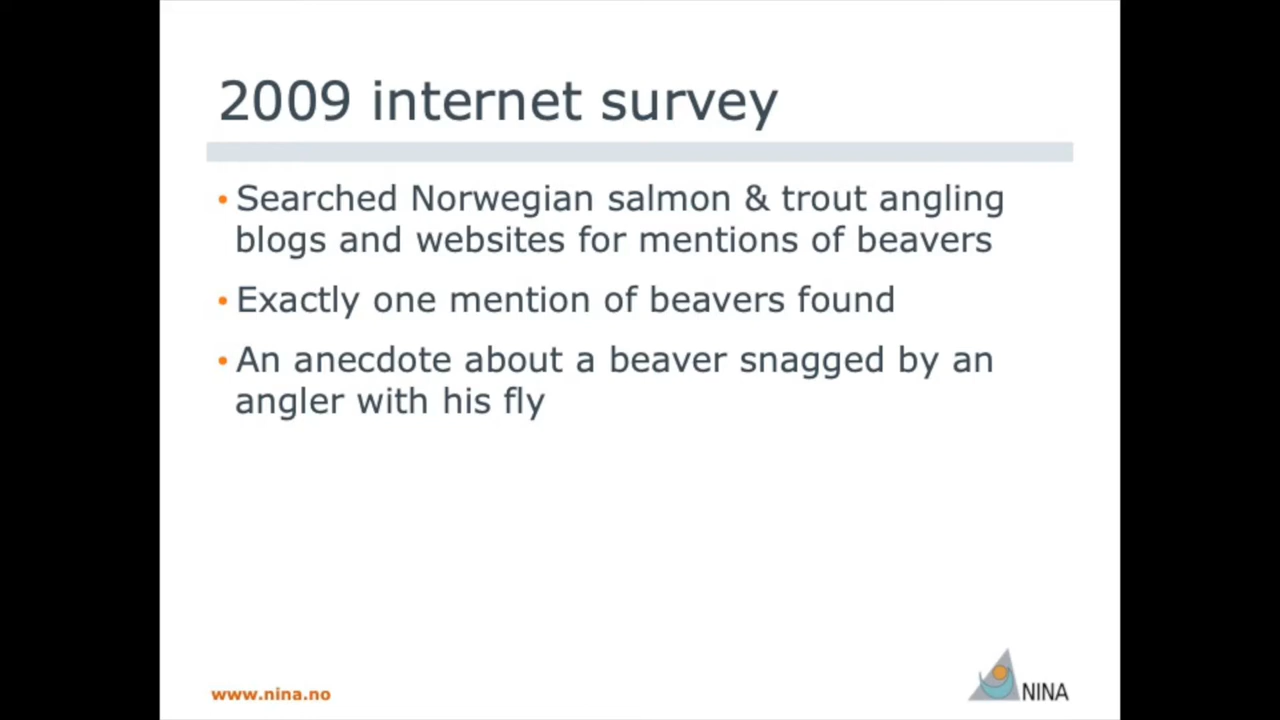 2009 internet survey
• Searched Norwegian salmon & trout angling
blogs and websites for mentions of beavers
• Exactly one mention of beavers found
• An anecdote about a beaver snagged by an
angler with his fly
www.nina.no
NINA